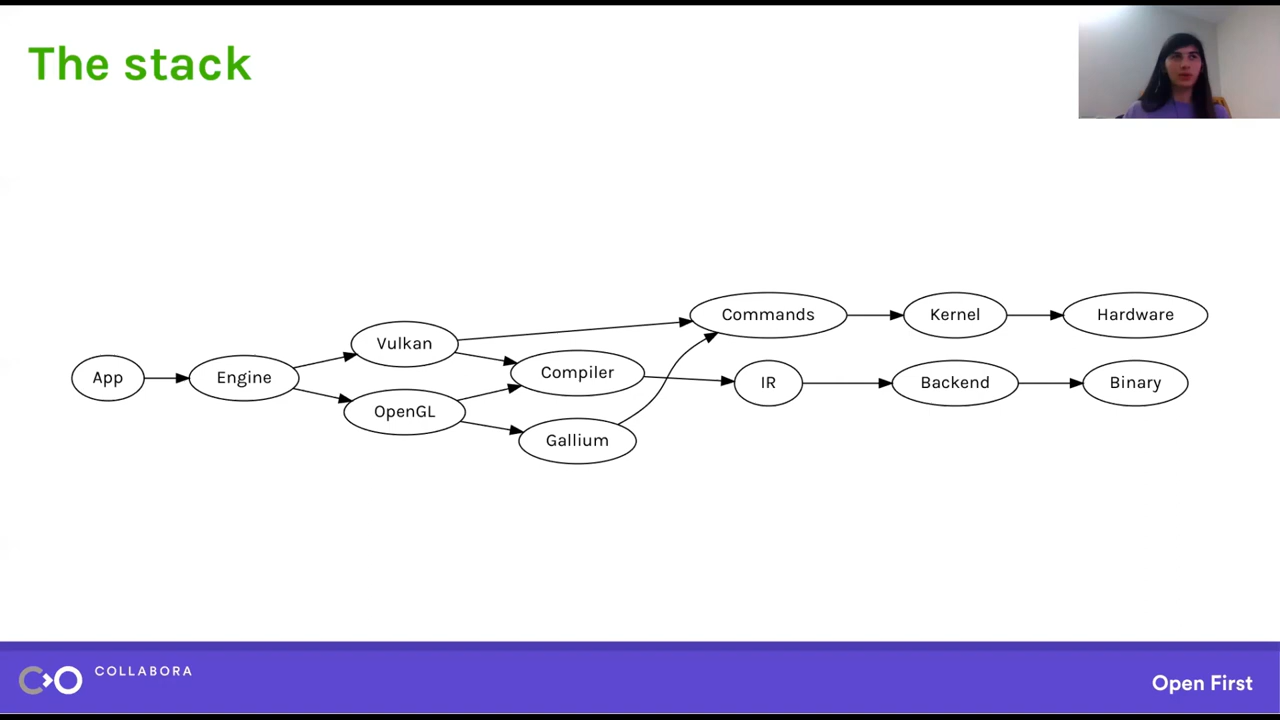 The stack
App
Engine
Vulkan
OpenGL
Compiler
Gallium
Commands
IR
Kernel
Backend
Hardware
Binary
COLLABORA
Open First